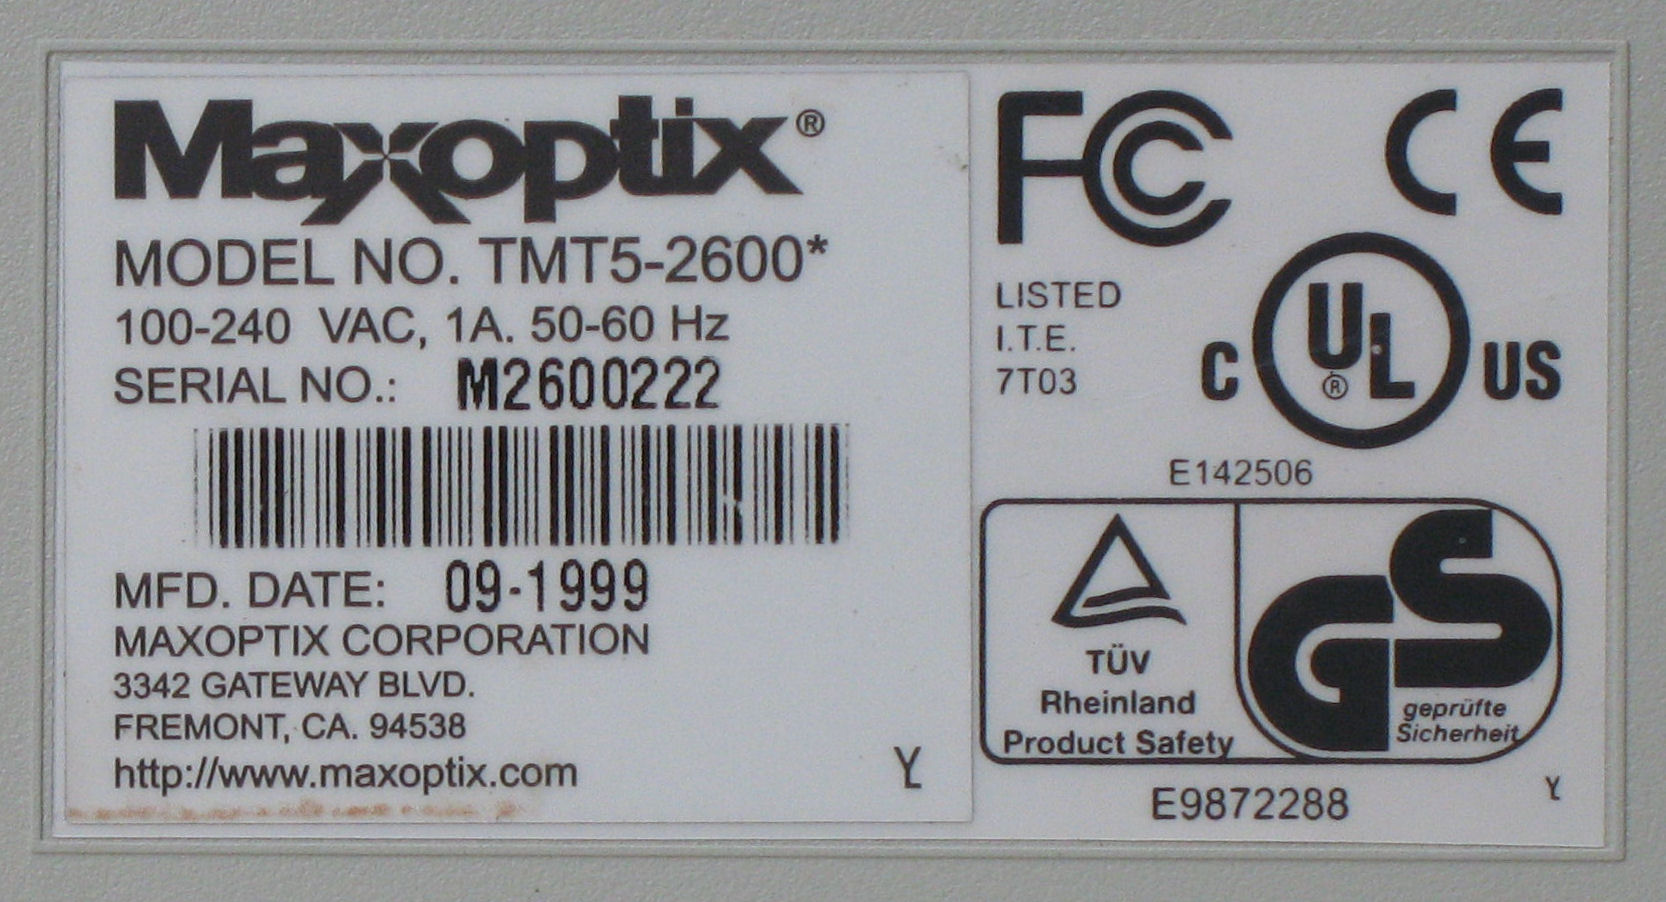 Maxoptix®
MODEL NO. TMT5-2600*
100-240 VAC, 1A. 50-60 Hz
SERIAL NO.: M2600222
MFD. DATE: 09-1999
MAXOPTIX CORPORATION
3342 GATEWAY BLVD.
FREMONT, CA. 94538
http://www.maxoptix.com
YL
FC CE
LISTED
I.T.E.
7T03
C UL® US
E142506
TÜV
Rheinland
Product Safety
GS
geprüfte
Sicherheit
E9872288
YL